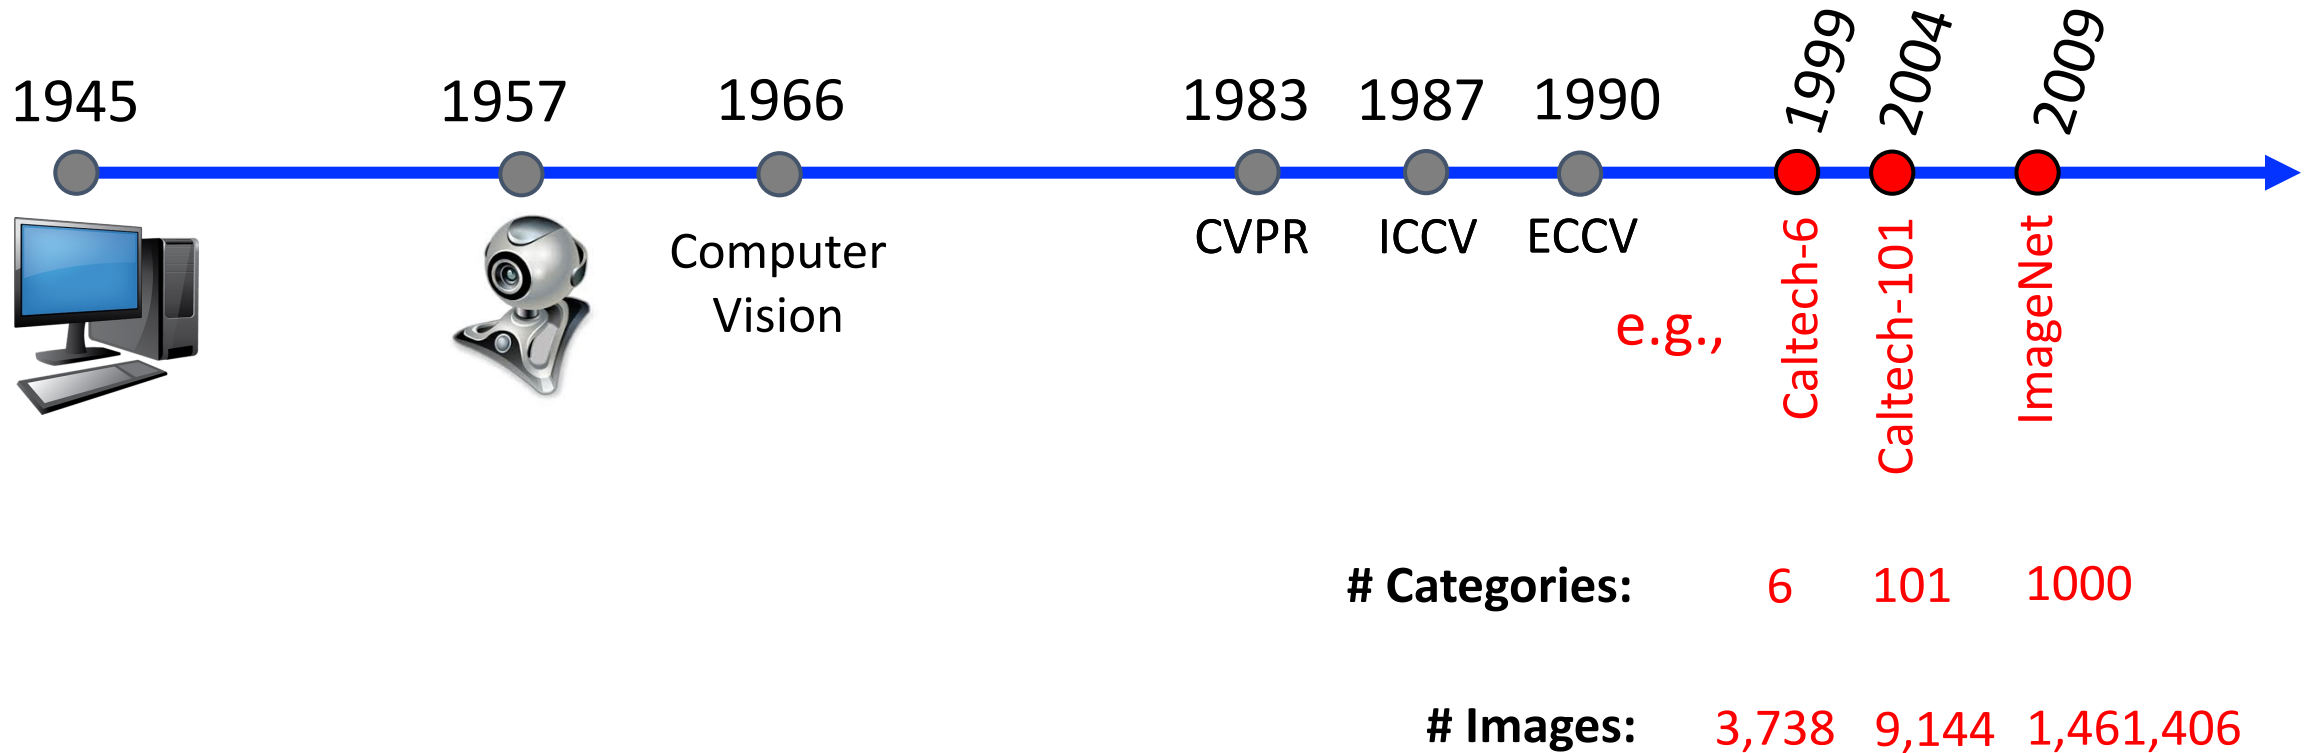 1945 1957 1966 1983 1987 1990 1999 2004 2009
Computer
Vision
CVPR ICCV ECCV
e.g.,
Caltech-6
Caltech-101
ImageNet
# Categories: 6 101 1000
# Images: 3,738 9,144 1,461,406